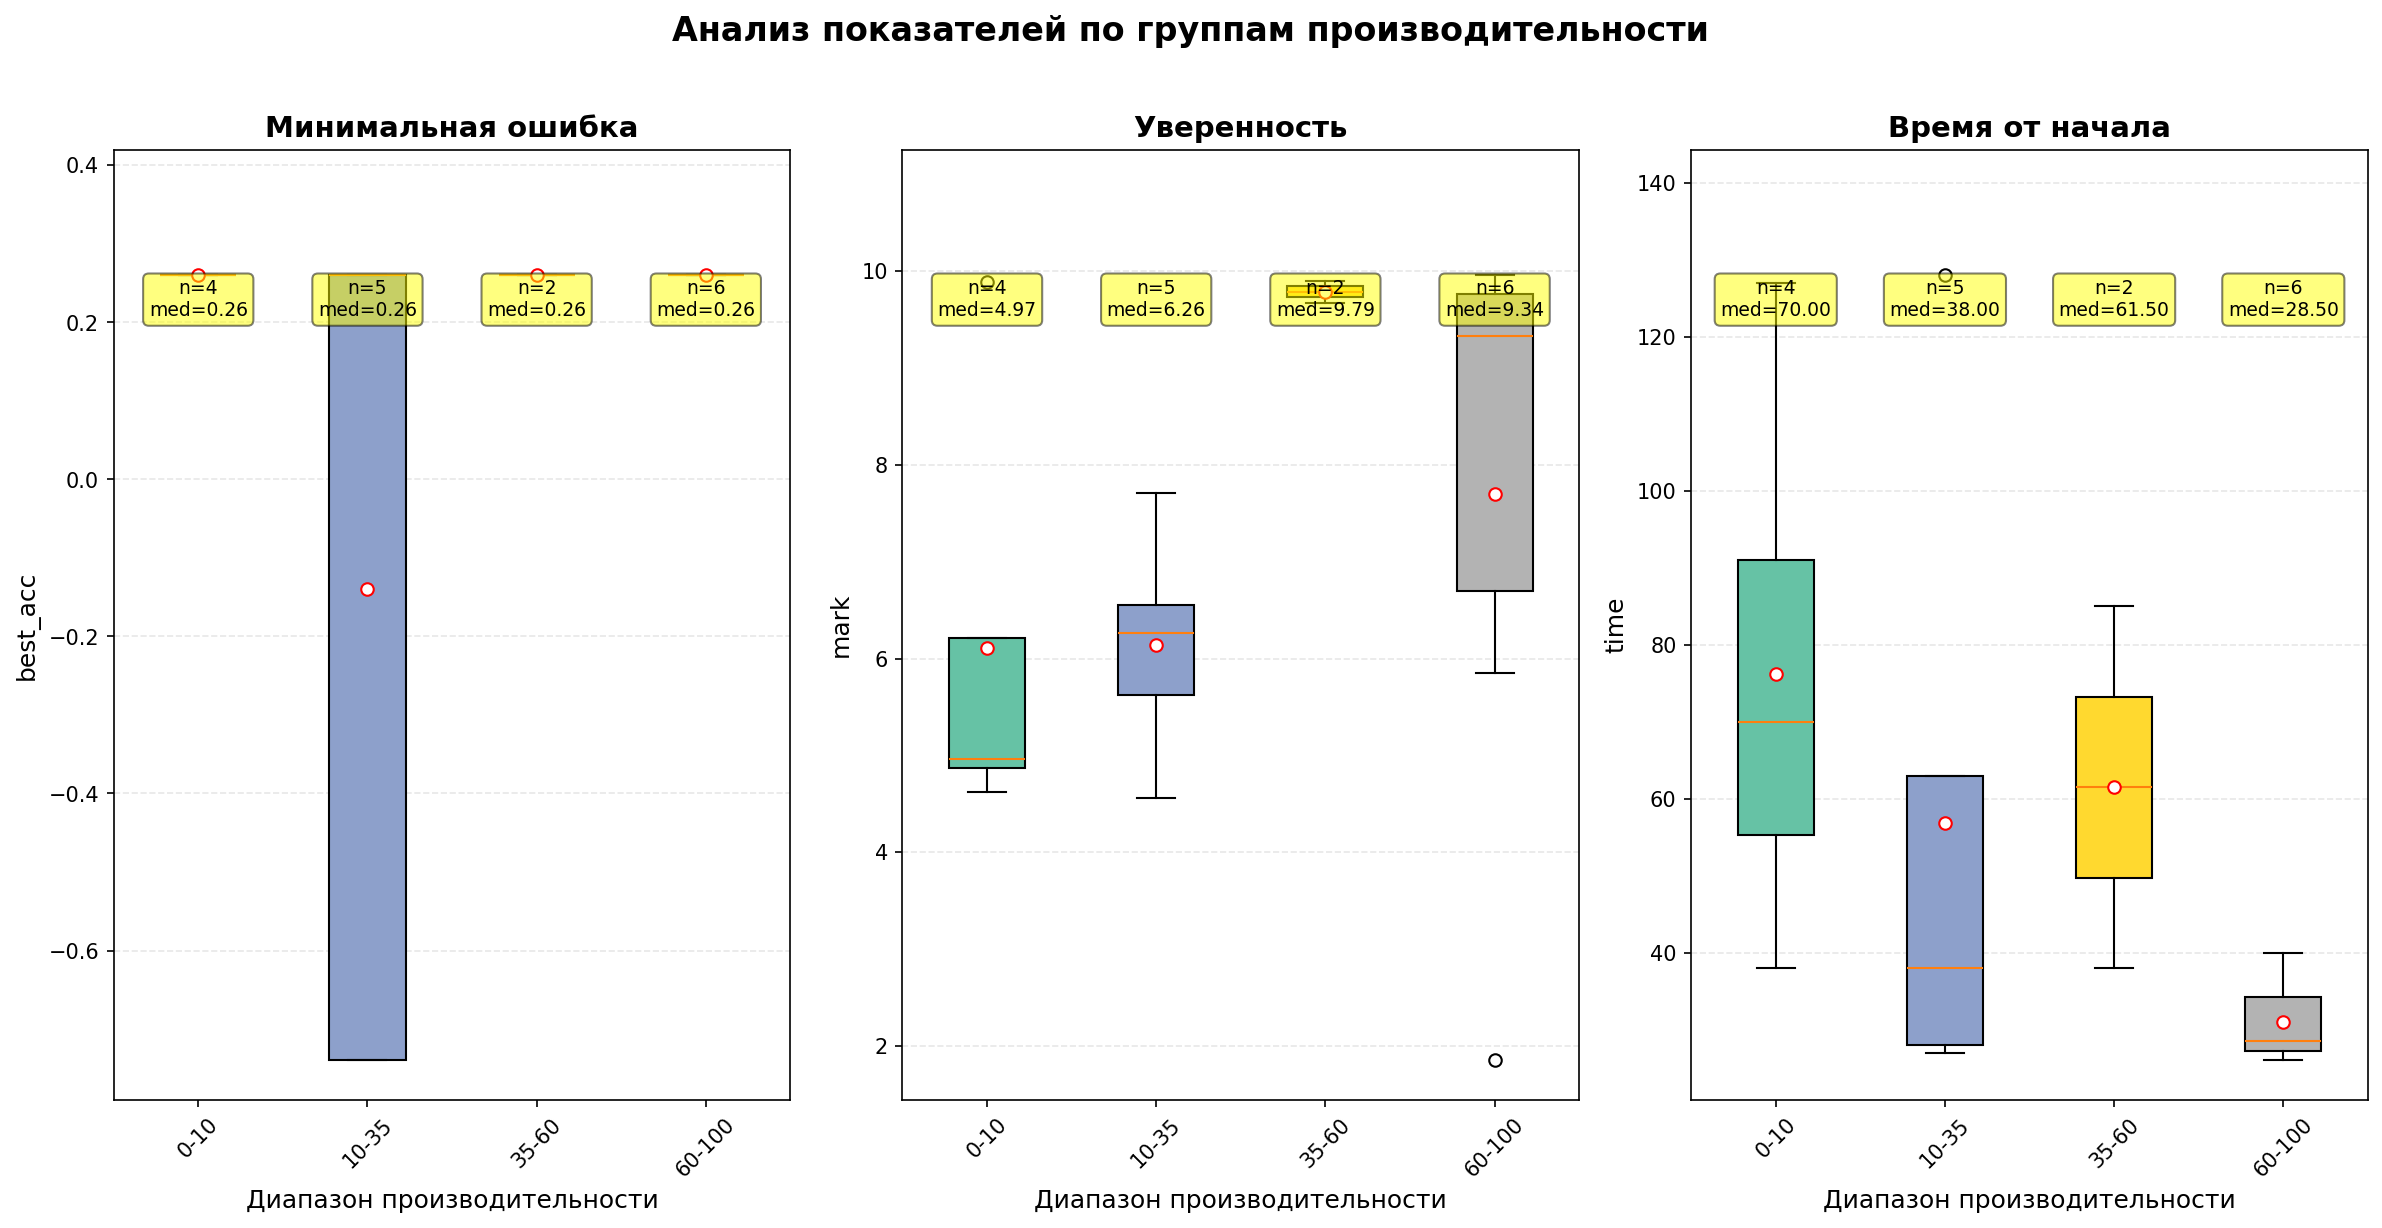 Анализ показателей по группам производительности
Минимальная ошибка
best_acc
0.4
0.2
0.0
−0.2
−0.4
−0.6
n=4
med=0.26
n=5
med=0.26
n=2
med=0.26
n=6
med=0.26
0-10
10-35
35-60
60-100
Диапазон производительности
Уверенность
mark
10
8
6
4
2
n=4
med=4.97
n=5
med=6.26
n=2
med=9.79
n=6
med=9.34
0-10
10-35
35-60
60-100
Диапазон производительности
Время от начала
time
140
120
100
80
60
40
n=4
med=70.00
n=5
med=38.00
n=2
med=61.50
n=6
med=28.50
0-10
10-35
35-60
60-100
Диапазон производительности